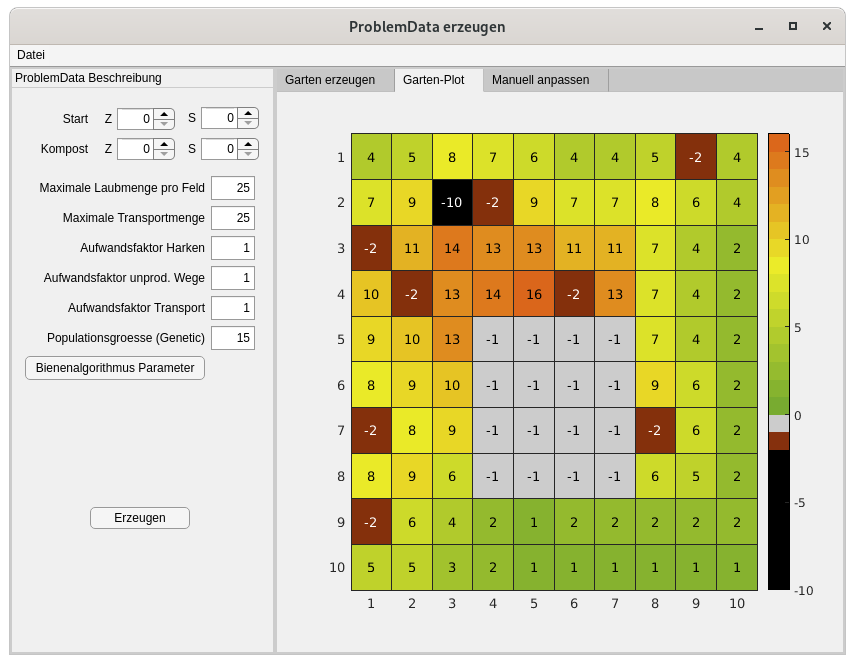 ProblemData erzeugen
Datei
ProblemData Beschreibung
Start Z 0 S 0
Kompost Z 0 S 0
Maximale Laubmenge pro Feld 25
Maximale Transportmenge 25
Aufwandsfaktor Harken 1
Aufwandsfaktor unprod. Wege 1
Aufwandsfaktor Transport 1
Populationsgroesse (Genetic) 15
Bienenalgorithmus Parameter
Erzeugen
Garten erzeugen Garten-Plot Manuell anpassen
1 4 5 8 7 6 4 4 5 -2 4
2 7 9 -10 -2 9 7 7 8 6 4
3 -2 11 14 13 13 11 11 7 4 2
4 10 -2 13 14 16 -2 13 7 4 2
5 9 10 13 -1 -1 -1 -1 7 4 2
6 8 9 10 -1 -1 -1 -1 9 6 2
7 -2 8 9 -1 -1 -1 -1 -2 6 2
8 8 9 6 -1 -1 -1 -1 6 5 2
9 -2 6 4 2 1 2 2 2 2 2
10 5 5 3 2 1 1 1 1 1 1
1 2 3 4 5 6 7 8 9 10
15
10
5
0
-5
-10